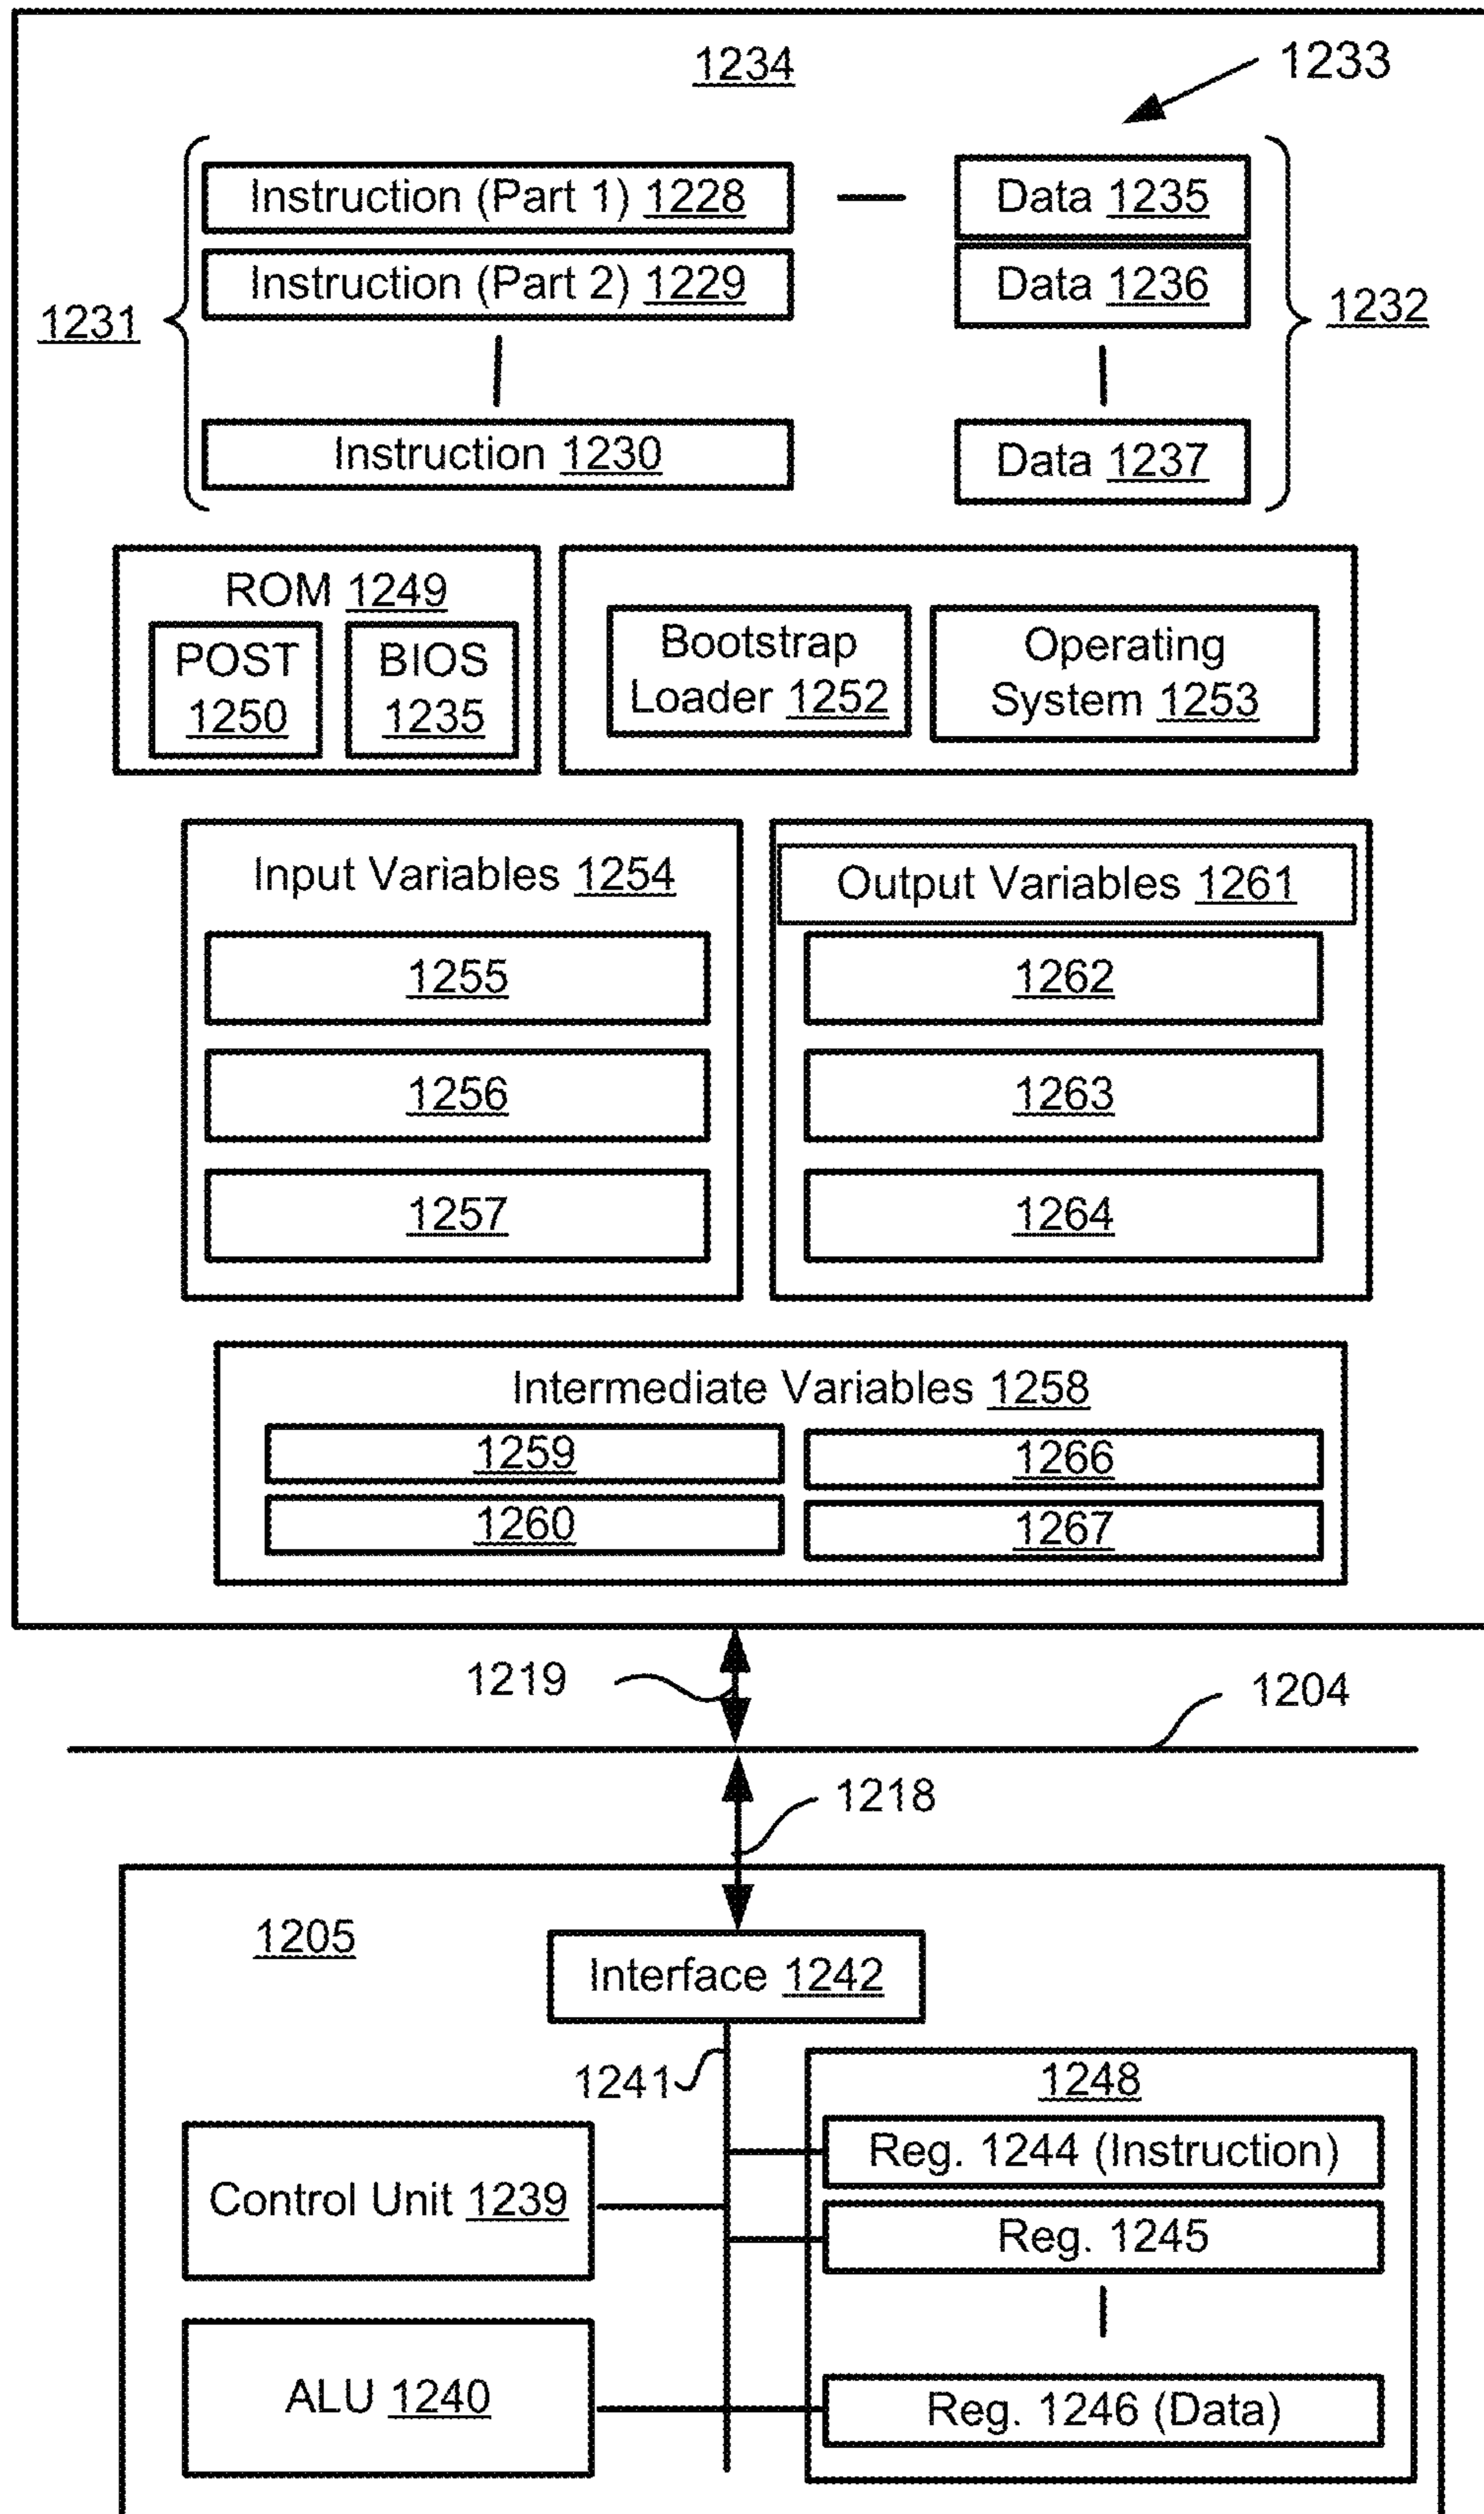 1234
1233
Instruction (Part 1) 1228
Data 1235
Instruction (Part 2) 1229
Data 1236
1231
1232
Instruction 1230
Data 1237
ROM 1249
POST
1250
BIOS
1235
Bootstrap
Loader 1252
Operating
System 1253
Input Variables 1254
1255
1256
1257
Output Variables 1261
1262
1263
1264
Intermediate Variables 1258
1259
1266
1260
1267
1219
1204
1218
1205
Interface 1242
1241
1248
Reg. 1244 (Instruction)
Control Unit 1239
Reg. 1245
ALU 1240
Reg. 1246 (Data)